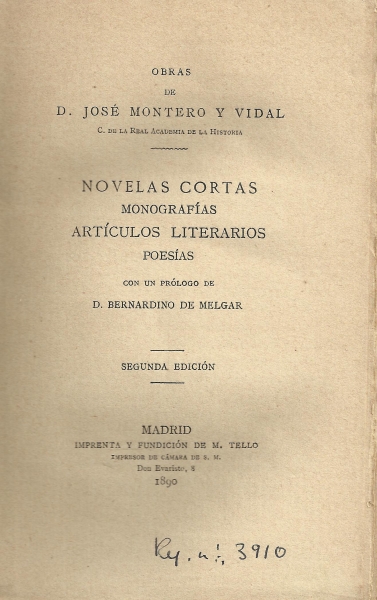 OBRAS
DE
D. JOSÉ MONTERO Y VIDAL
C. DE LA REAL ACADEMIA DE LA HISTORIA
NOVELAS CORTAS
MONOGRAFÍAS
ARTÍCULOS LITERARIOS
POESÍAS
CON UN PRÓLOGO DE
D. BERNARDINO DE MELGAR
SEGUNDA EDICIÓN
MADRID
IMPRENTA Y FUNDICIÓN DE M. TELLO
IMPRESOR DE CÁMARA DE S. M.
Don Evaristo, 8
1890
3910